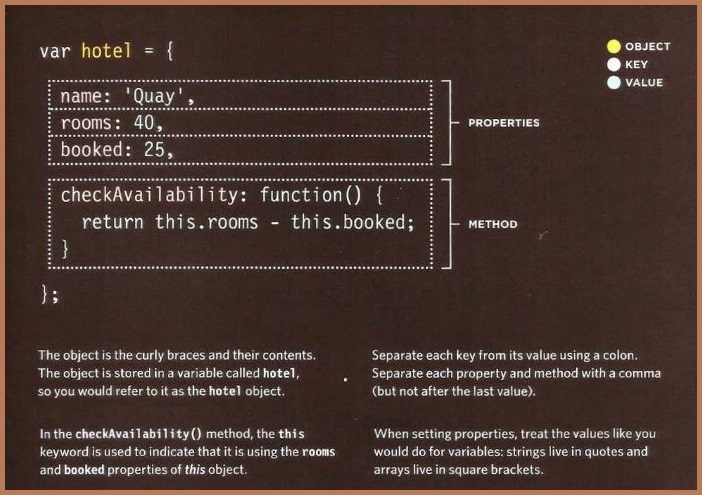 var hotel = {
OBJECT
KEY
VALUE
name: 'Quay',
rooms: 40,
booked: 25,
PROPERTIES
checkAvailability: function() {
return this.rooms - this.booked;
}
METHOD
};
The object is the curly braces and their contents.
The object is stored in a variable called hotel,
so you would refer to it as the hotel object.
Separate each key from its value using a colon.
Separate each property and method with a comma
(but not after the last value).
In the checkAvailability() method, the this
keyword is used to indicate that it is using the rooms
and booked properties of this object.
When setting properties, treat the values like you
would do for variables: strings live in quotes and
arrays live in square brackets.